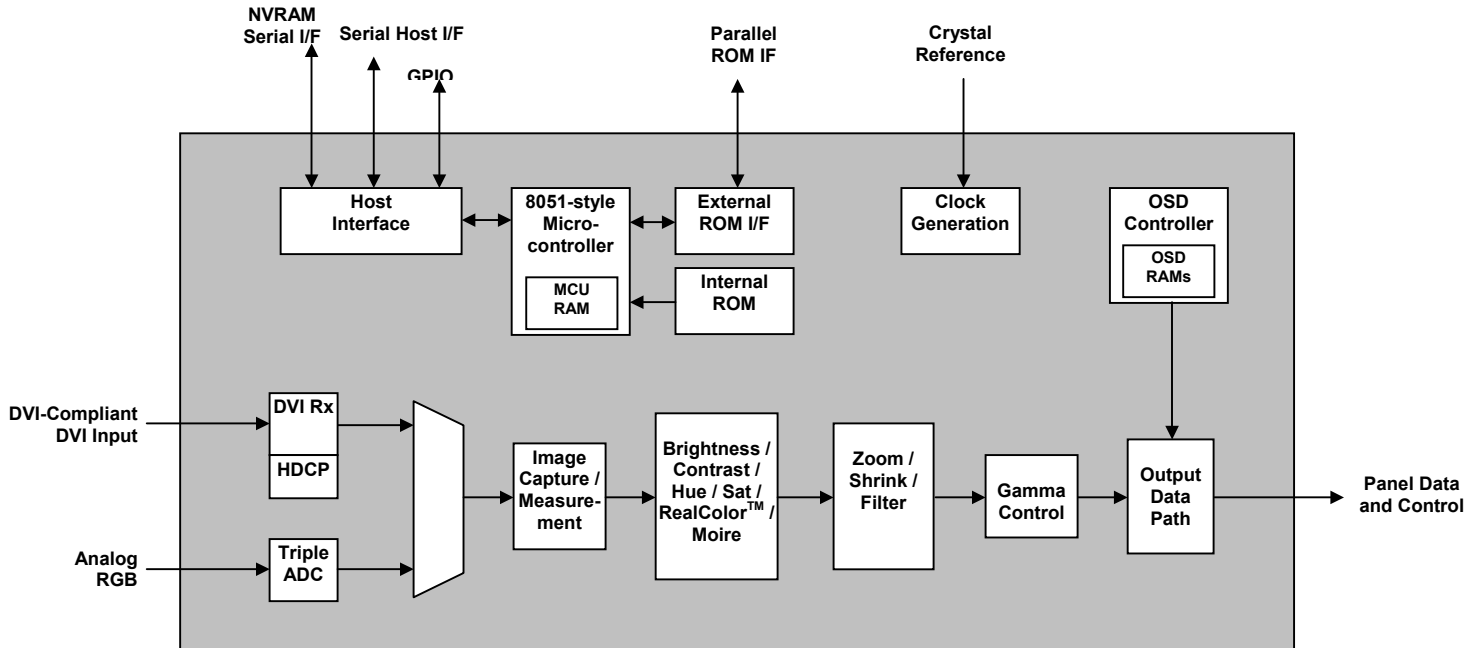 NVRAM
Serial I/F
Serial Host I/F
GPIO
Parallel
ROM IF
Crystal
Reference
Host
Interface
8051-style
Micro-
controller
MCU
RAM
External
ROM I/F
Internal
ROM
Clock
Generation
OSD
Controller
OSD
RAMs
DVI-Compliant
DVI Input
DVI Rx
HDCP
Analog
RGB
Triple
ADC
Image
Capture /
Measure-
ment
Brightness /
Contrast /
Hue / Sat /
RealColor™ /
Moire
Zoom /
Shrink /
Filter
Gamma
Control
Output
Data
Path
Panel Data
and Control